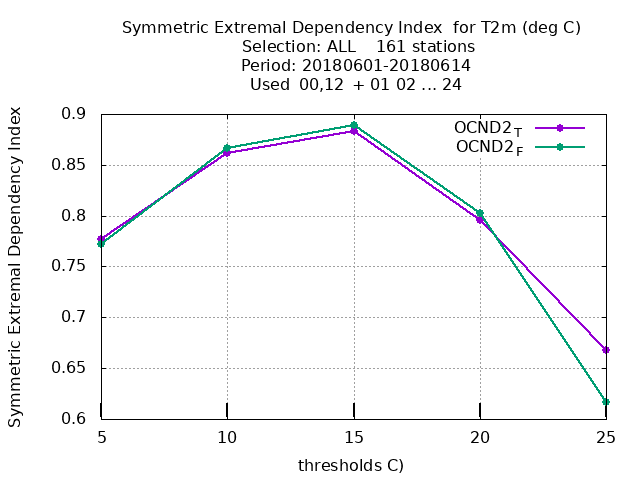 Symmetric Extremal Dependency Index  for T2m (deg C)
Selection: ALL    161 stations
Period: 20180601-20180614
Used  00,12  + 01 02 ... 24
Symmetric Extremal Dependency Index
0.9
0.85
0.8
0.75
0.7
0.65
0.6
OCND2T
OCND2F
5 10 15 20 25
thresholds C)